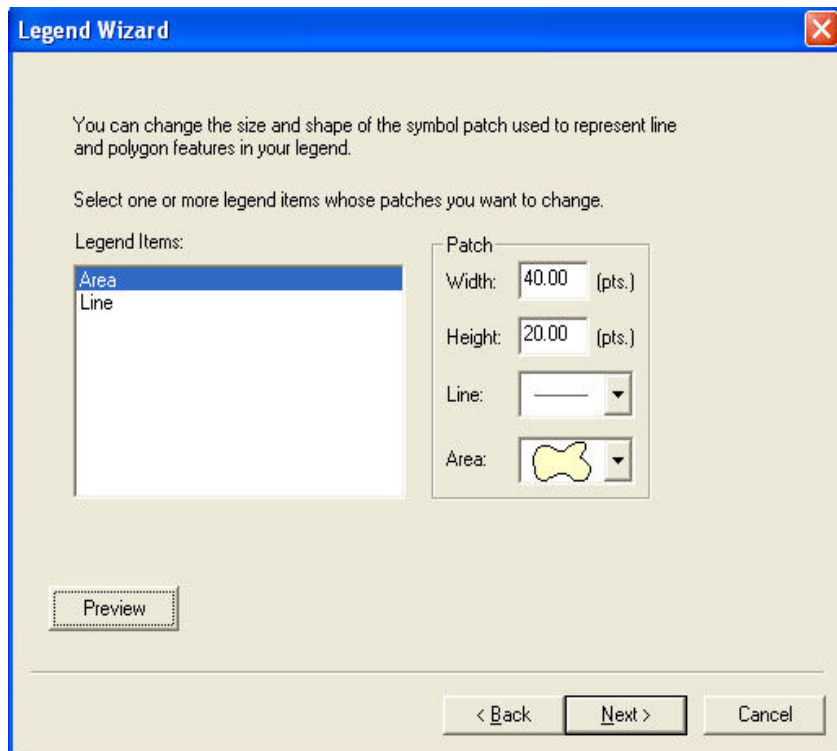 Legend Wizard
You can change the size and shape of the symbol patch used to represent line
and polygon features in your legend.
Select one or more legend items whose patches you want to change.
Legend Items:
Area
Line
Patch
Width: 40.00 (pts.)
Height: 20.00 (pts.)
Line:
Area:
Preview
< Back
Next >
Cancel